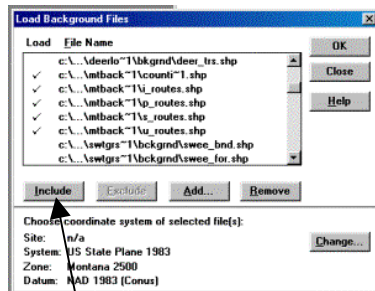 Load Background Files
Load File Name
c:\...\deerlo~1\bkgrnd\deer_trs.shp
✓ c:\...\mtback~1\counti~1.shp
✓ c:\...\mtback~1\i_routes.shp
✓ c:\...\mtback~1\p_routes.shp
✓ c:\...\mtback~1\s_routes.shp
✓ c:\...\mtback~1\u_routes.shp
c:\...\swtgrs~1\bckgrnd\swee_bnd.shp
c:\...\swtgrs~1\bckgrnd\swee_for.shp
OK
Close
Help
Include Exclude Add... Remove
Choose coordinate system of selected file(s):
Site: n/a
System: US State Plane 1983
Zone: Montana 2500
Datum: NAD 1983 (Conus)
Change...